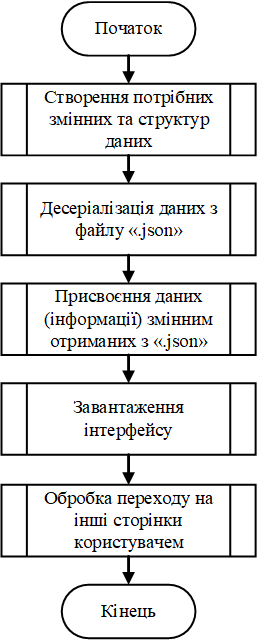 Початок
Створення потрібних
змінних та структур
даних
Десеріалізація даних з
файлу «.json»
Присвоєння даних
(інформації) змінним
отриманих з «.json»
Завантаження
інтерфейсу
Обробка переходу на
інші сторінки
користувачем
Кінець